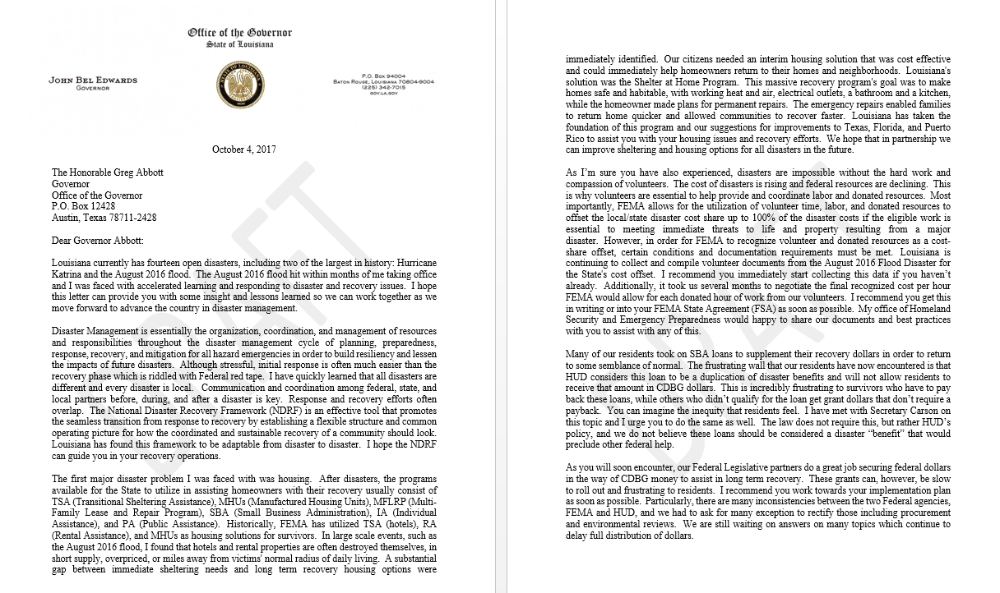 Office of the Governor
State of Louisiana
JOHN BEL EDWARDS
GOVERNOR
P.O. BOX 94004
BATON ROUGE, LOUISIANA 70804-9004
(225) 342-7015
GOV.LA.GOV
October 4, 2017
The Honorable Greg Abbott
Governor
Office of the Governor
P.O. Box 12428
Austin, Texas 78711-2428
Dear Governor Abbott:
Louisiana currently has fourteen open disasters, including two of the largest in history: Hurricane
Katrina and the August 2016 flood. The August 2016 flood hit within months of me taking office
and I was faced with accelerated learning and responding to disaster and recovery issues. I hope
this letter can provide you with some insight and lessons learned so we can work together as we
move forward to advance the country in disaster management.
Disaster Management is essentially the organization, coordination, and management of resources
and responsibilities throughout the disaster management cycle of planning, preparedness,
response, recovery, and mitigation for all hazard emergencies in order to build resiliency and lessen
the impacts of future disasters. Although stressful, initial response is often much easier than the
recovery phase which is riddled with Federal red tape. I have quickly learned that all disasters are
different and every disaster is local. Communication and coordination among federal, state, and
local partners before, during, and after a disaster is key. Response and recovery efforts often
overlap. The National Disaster Recovery Framework (NDRF) is an effective tool that promotes
the seamless transition from response to recovery by establishing a flexible structure and common
operating picture for how the coordinated and sustainable recovery of a community should look.
Louisiana has found this framework to be adaptable from disaster to disaster. I hope the NDRF
can guide you in your recovery operations.
The first major disaster problem I was faced with was housing. After disasters, the programs
available for the State to utilize in assisting homeowners with their recovery usually consist of
TSA (Transitional Sheltering Assistance), MHUs (Manufactured Housing Units), MFLRP (Multi-
Family Lease and Repair Program), SBA (Small Business Administration), IA (Individual
Assistance), and PA (Public Assistance). Historically, FEMA has utilized TSA (hotels), RA
(Rental Assistance), and MHUs as housing solutions for survivors. In large scale events, such as
the August 2016 flood, I found that hotels and rental properties are often destroyed themselves, in
short supply, overpriced, or miles away from victims' normal radius of daily living. A substantial
gap between immediate sheltering needs and long term recovery housing options were
immediately identified. Our citizens needed an interim housing solution that was cost effective
and could immediately help homeowners return to their homes and neighborhoods. Louisiana's
solution was the Shelter at Home Program. This massive recovery program's goal was to make
homes safe and habitable, with working heat and air, electrical outlets, a bathroom and a kitchen,
while the homeowner made plans for permanent repairs. The emergency repairs enabled families
to return home quicker and allowed communities to recover faster. Louisiana has taken the
foundation of this program and our suggestions for improvements to Texas, Florida, and Puerto
Rico to assist you with your housing issues and recovery efforts. We hope that in partnership we
can improve sheltering and housing options for all disasters in the future.
As I’m sure you have also experienced, disasters are impossible without the hard work and
compassion of volunteers. The cost of disasters is rising and federal resources are declining. This
is why volunteers are essential to help provide and coordinate labor and donated resources. Most
importantly, FEMA allows for the utilization of volunteer time, labor, and donated resources to
offset the local/state disaster cost share up to 100% of the disaster costs if the eligible work is
essential to meeting immediate threats to life and property resulting from a major
disaster. However, in order for FEMA to recognize volunteer and donated resources as a cost-
share offset, certain conditions and documentation requirements must be met. Louisiana is
continuing to collect and compile volunteer documents from the August 2016 Flood Disaster for
the State's cost offset. I recommend you immediately start collecting this data if you haven’t
already. Additionally, it took us several months to negotiate the final recognized cost per hour
FEMA would allow for each donated hour of work from our volunteers. I recommend you get this
in writing or into your FEMA State Agreement (FSA) as soon as possible. My office of Homeland
Security and Emergency Preparedness would happy to share our documents and best practices
with you to assist with any of this.
Many of our residents took on SBA loans to supplement their recovery dollars in order to return
to some semblance of normal. The frustrating wall that our residents have now encountered is that
HUD considers this loan to be a duplication of disaster benefits and will not allow residents to
receive that amount in CDBG dollars. This is incredibly frustrating to survivors who have to pay
back these loans, while others who didn’t qualify for the loan get grant dollars that don’t require a
payback. You can imagine the inequity that residents feel. I have met with Secretary Carson on
this topic and I urge you to do the same as well. The law does not require this, but rather HUD’s
policy, and we do not believe these loans should be considered a disaster “benefit” that would
preclude other federal help.
As you will soon encounter, our Federal Legislative partners do a great job securing federal dollars
in the way of CDBG money to assist in long term recovery. These grants can, however, be slow
to roll out and frustrating to residents. I recommend you work towards your implementation plan
as soon as possible. Particularly, there are many inconsistencies between the two Federal agencies,
FEMA and HUD, and we had to ask for many exception to rectify those including procurement
and environmental reviews. We are still waiting on answers on many topics which continue to
delay full distribution of dollars.
DRAFT
DRAFT